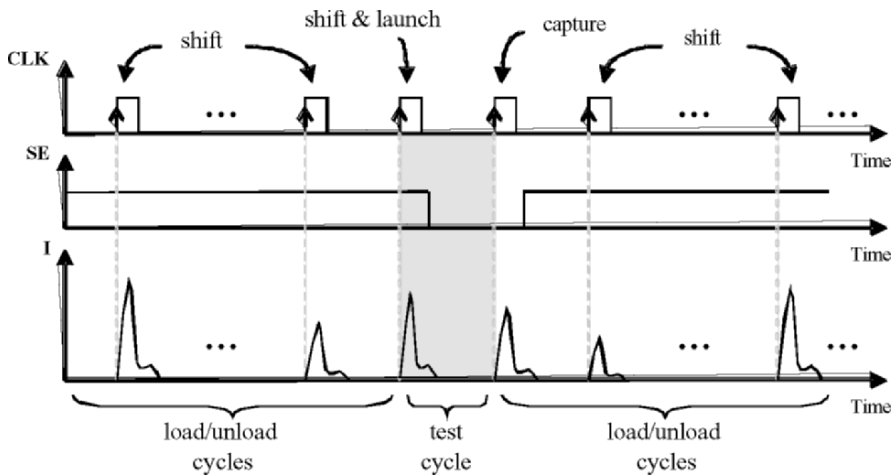 shift & launch
shift
capture
shift
CLK
...
...
...
Time
SE
Time
I
...
...
...
Time
load/unload
cycles
test
cycle
load/unload
cycles